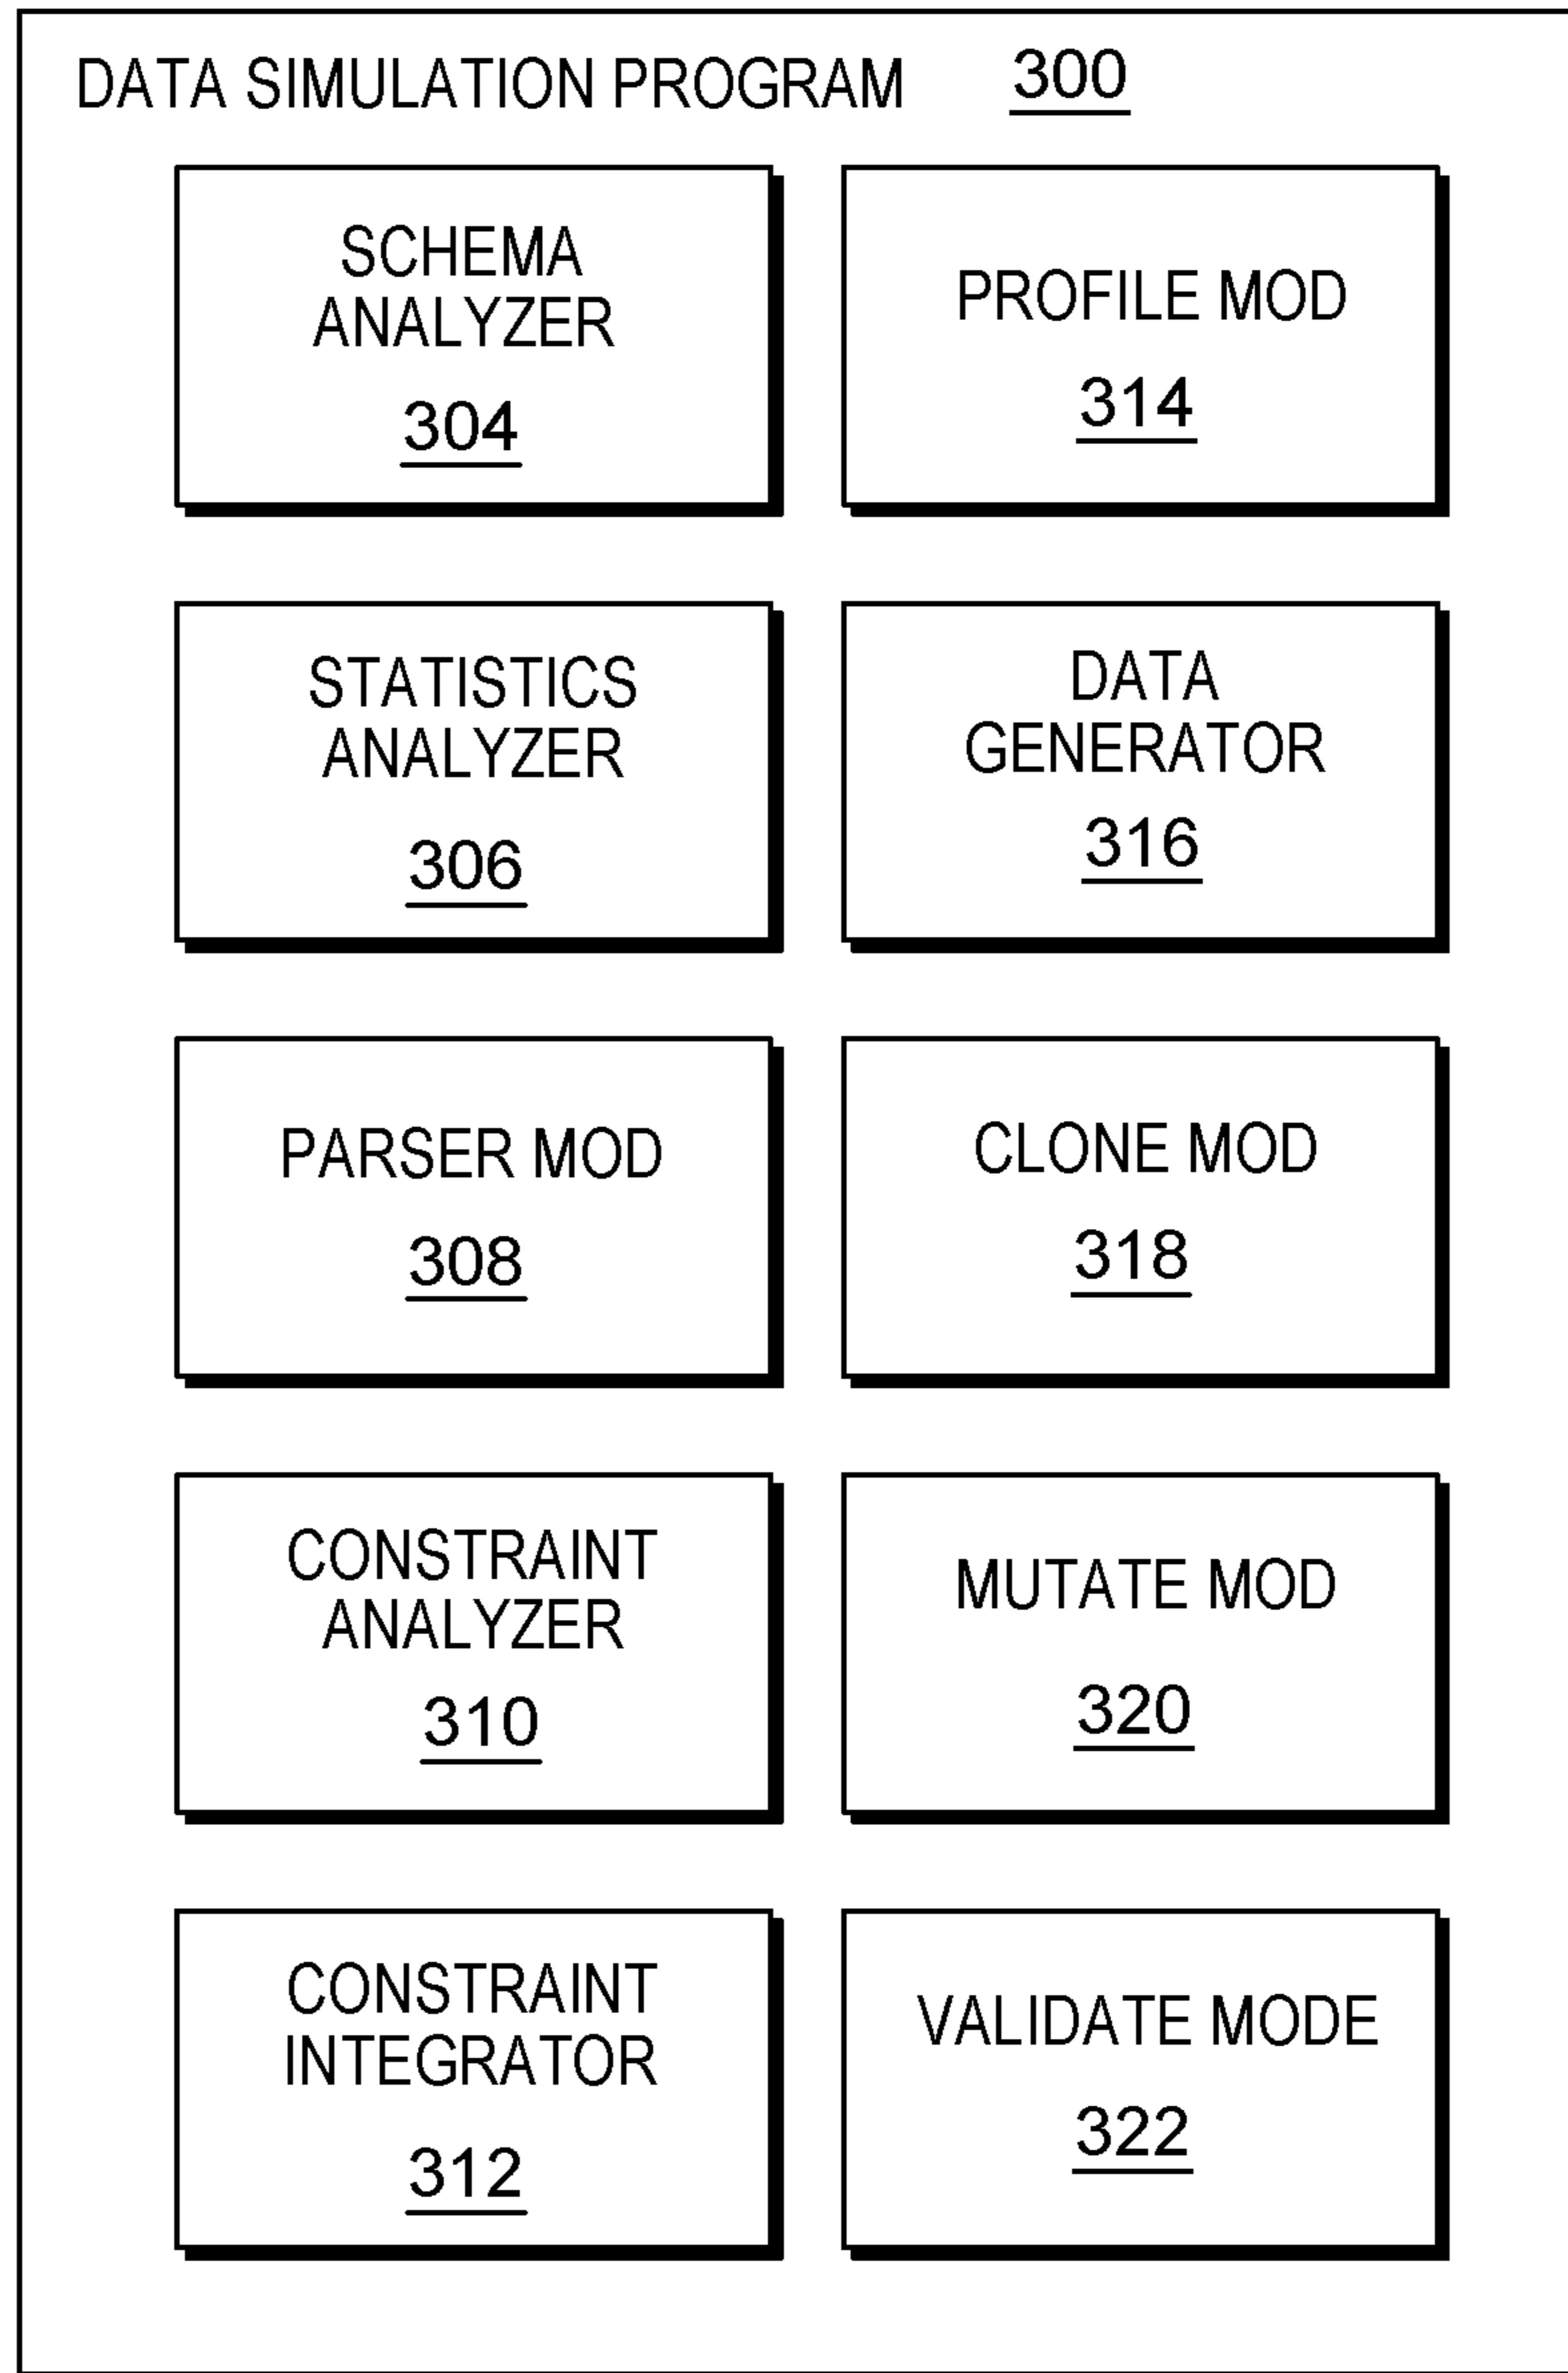 DATA SIMULATION PROGRAM 300
SCHEMA
ANALYZER
304
PROFILE MOD
314
STATISTICS
ANALYZER
306
DATA
GENERATOR
316
PARSER MOD
308
CLONE MOD
318
CONSTRAINT
ANALYZER
310
MUTATE MOD
320
CONSTRAINT
INTEGRATOR
312
VALIDATE MODE
322